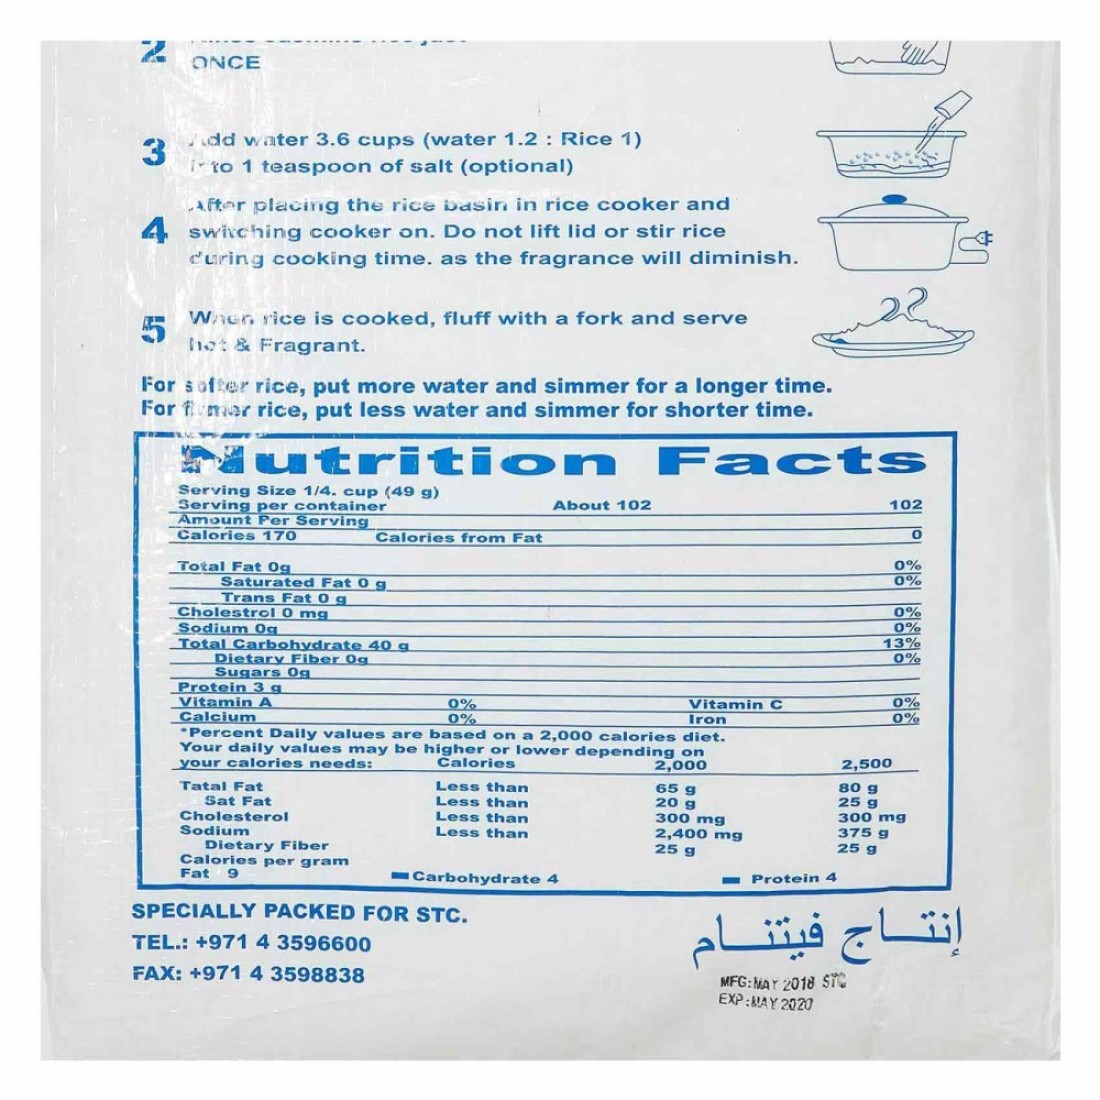 2
ONCE
3 Add water 3.6 cups (water 1.2 : Rice 1)
to 1 teaspoon of salt (optional)
4 After placing the rice basin in rice cooker and
switching cooker on. Do not lift lid or stir rice
during cooking time. as the fragrance will diminish.
5 When rice is cooked, fluff with a fork and serve
hot & Fragrant.
For softer rice, put more water and simmer for a longer time.
For firmer rice, put less water and simmer for shorter time.
Nutrition Facts
Serving Size 1/4. cup (49 g)
Serving per container About 102 102
Amount Per Serving
Calories 170 Calories from Fat 0
Total Fat 0g 0%
Saturated Fat 0 g 0%
Trans Fat 0 g
Cholestrol 0 mg 0%
Sodium 0g 0%
Total Carbohydrate 40 g 13%
Dietary Fiber 0g 0%
Sugars 0g
Protein 3 g
Vitamin A 0% Vitamin C 0%
Calcium 0% Iron 0%
*Percent Daily values are based on a 2,000 calories diet.
Your daily values may be higher or lower depending on
your calories needs: Calories 2,000 2,500
Tatal Fat Less than 65 g 80 g
Sat Fat Less than 20 g 25 g
Cholesterol Less than 300 mg 300 mg
Sodium Less than 2,400 mg 375 g
Dietary Fiber 25 g 25 g
Calories per gram
Fat 9 Carbohydrate 4 Protein 4
SPECIALLY PACKED FOR STC.
TEL.: +971 4 3596600
FAX: +971 4 3598838
إنتـاج فيتنـام
MFG:MAY 2018 STC
EXP:MAY 2020